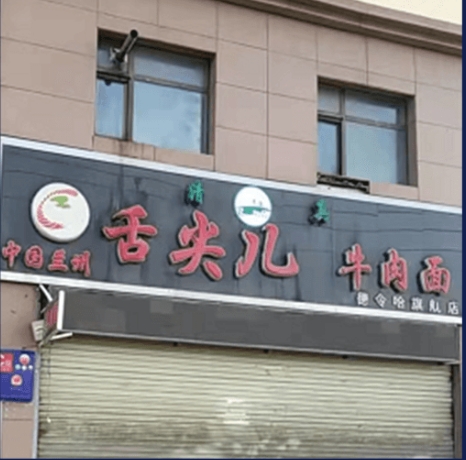 清真
中国兰州 舌尖儿 牛肉面
德令哈旗舰店